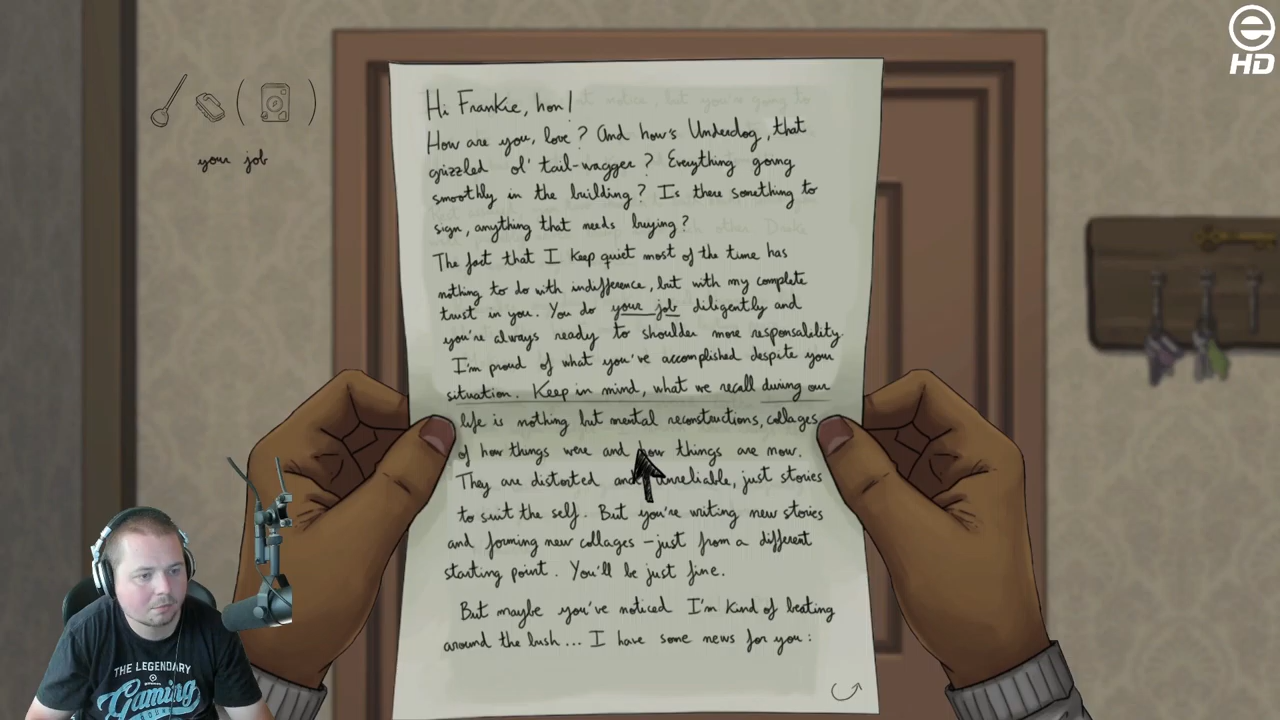 e
HD
your job
Hi Frankie, hon!
How are you, love? And how's Underdog, that
grizzled ol' tail-wagger? Everything going
smoothly in the building? Is there something to
sign, anything that needs buying?
The fact that I keep quiet most of the time has
nothing to do with indifference, but with my complete
trust in you. You do your job diligently and
you're always ready to shoulder more responsability
I'm proud of what you've accomplished despite your
situation. Keep in mind, what we recall during our
life is nothing but mental reconstructions, collages
of how things were and how things are now.
They are distorted and unreliable, just stories
to suit the self. But you're writing new stories
and forming new collages – just from a different
starting point. You'll be just fine.
But maybe you've noticed I'm kind of beating
around the bush... I have some news for you:
THE LEGENDARY
Gaming